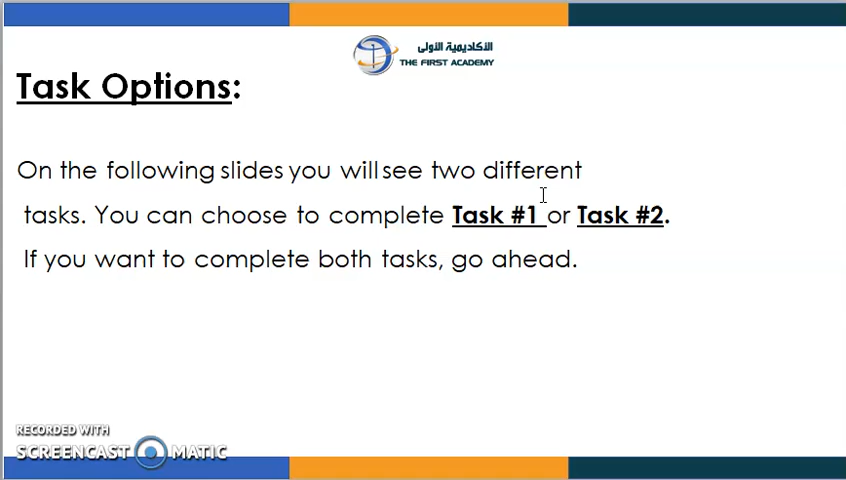 الأكاديمية الأولى
THE FIRST ACADEMY
Task Options:
On the following slides you will see two different
tasks. You can choose to complete Task #1 or Task #2.
If you want to complete both tasks, go ahead.
RECORDED WITH
SCREENCAST MATIC